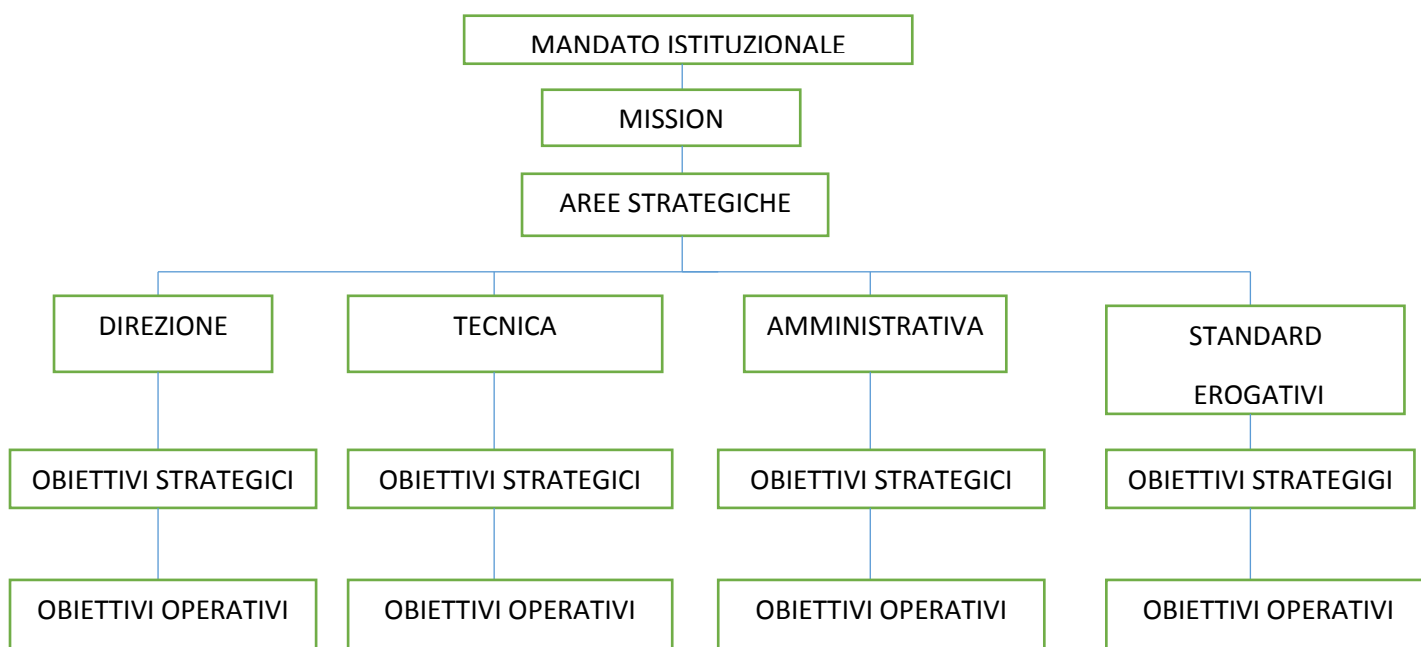 MANDATO ISTITUZIONALE
MISSION
AREE STRATEGICHE
DIREZIONE
TECNICA
AMMINISTRATIVA
STANDARD
EROGATIVI
OBIETTIVI STRATEGICI
OBIETTIVI STRATEGICI
OBIETTIVI STRATEGICI
OBIETTIVI STRATEGIGI
OBIETTIVI OPERATIVI
OBIETTIVI OPERATIVI
OBIETTIVI OPERATIVI
OBIETTIVI OPERATIVI